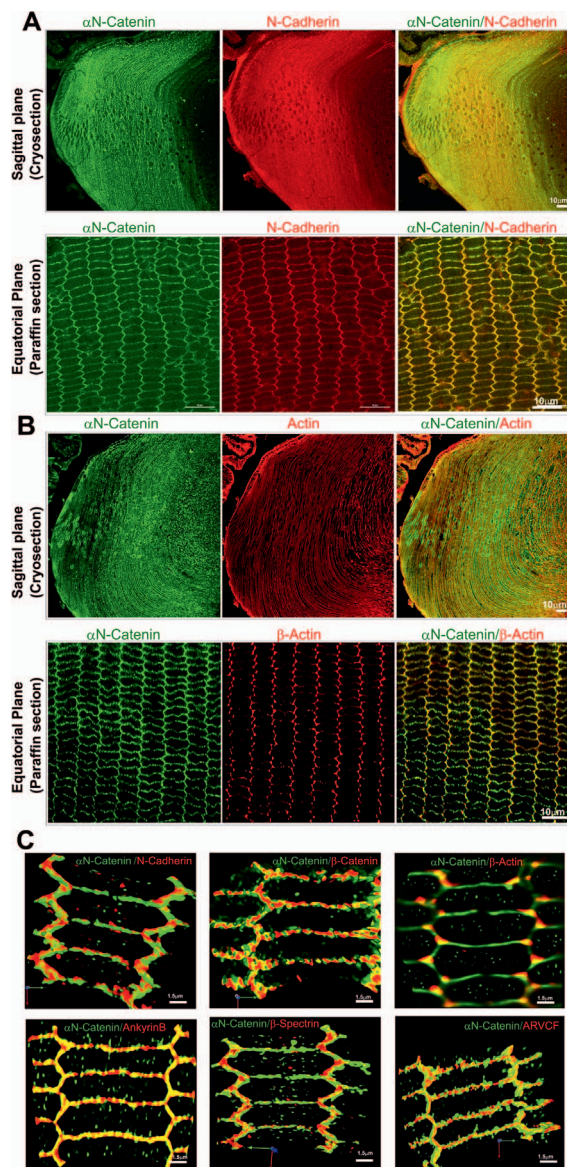 A
αN-Catenin
N-Cadherin
αN-Catenin/N-Cadherin
Sagittal plane
(Cryosection)
10μm
αN-Catenin
N-Cadherin
αN-Catenin/N-Cadherin
Equatorial Plane
(Paraffin section)
10μm
B
αN-Catenin
Actin
αN-Catenin/Actin
Sagittal plane
(Cryosection)
10μm
αN-Catenin
β-Actin
αN-Catenin/β-Actin
Equatorial Plane
(Paraffin section)
10μm
C
αN-Catenin/N-Cadherin
1.5μm
αN-Catenin/β-Catenin
1.5μm
αN-Catenin/β-Actin
1.5μm
αN-Catenin/AnkyrinB
1.5μm
αN-Catenin/β-Spectrin
1.5μm
αN-Catenin/ARVCF
1.5μm